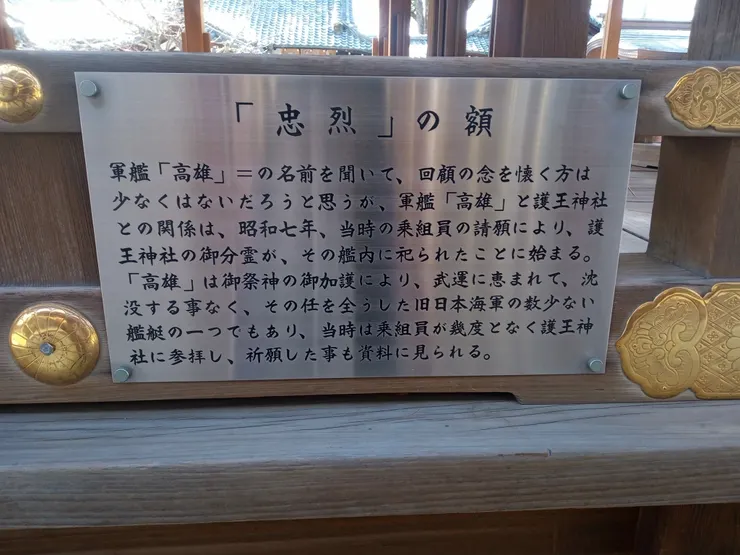 「忠烈」の額
軍艦「高雄」＝の名前を聞いて、回顧の念を懐く方は
少なくはないだろうと思うが、軍艦「高雄」と護王神社
との関係は、昭和七年、当時の乗組員の請願により、護
王神社の御分霊が、その艦内に祀られたことに始まる。
「高雄」は御祭神の御加護により、武運に恵まれて、沈
没する事なく、その任を全うした旧日本海軍の数少ない
艦艇の一つでもあり、当時は乗組員が幾度となく護王神
社に参拝し、祈願した事も資料に見られる。